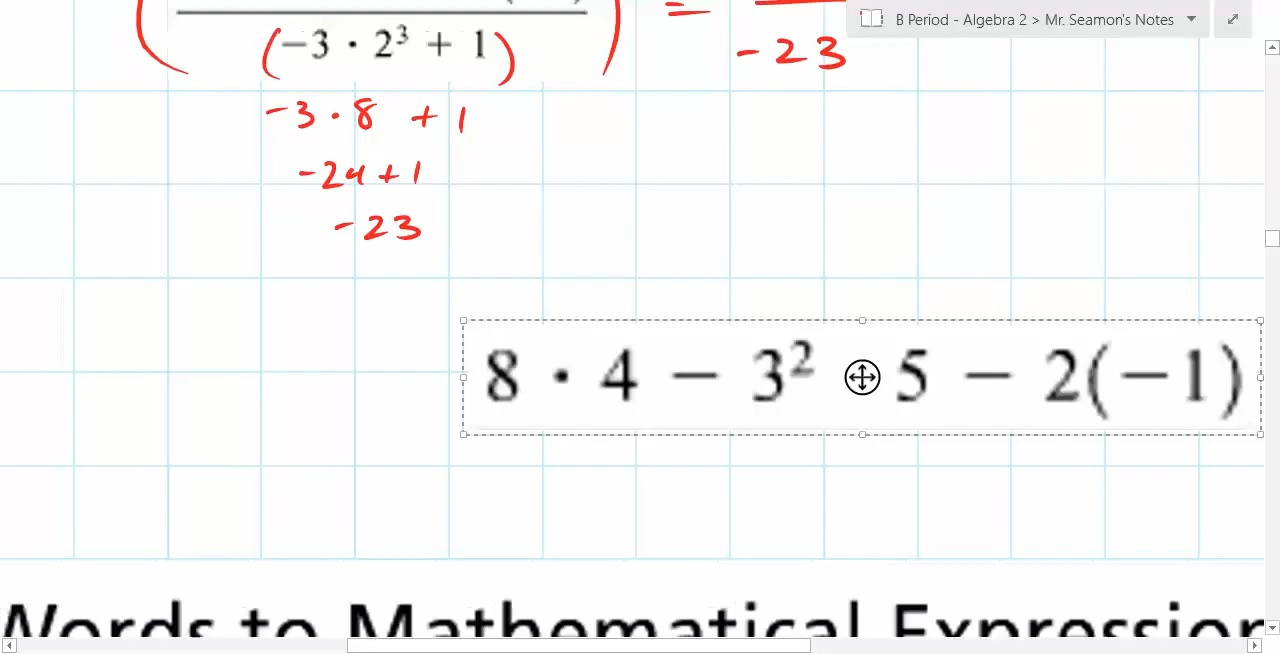 B Period - Algebra 2 > Mr. Seamon's Notes
(-3 · 2³ + 1) = -23
-3 · 8 + 1
-24 + 1
-23
8 · 4 − 3² 5 − 2(−1)
Words to Mathematical Expression